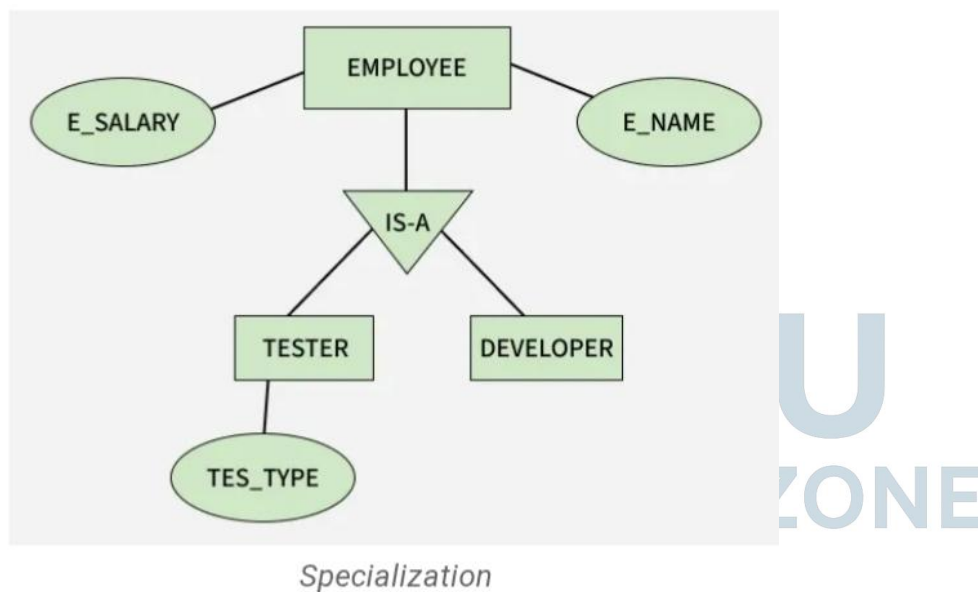 EMPLOYEE
E_SALARY
E_NAME
IS-A
TESTER
DEVELOPER
TES_TYPE
U
ZONE
Specialization